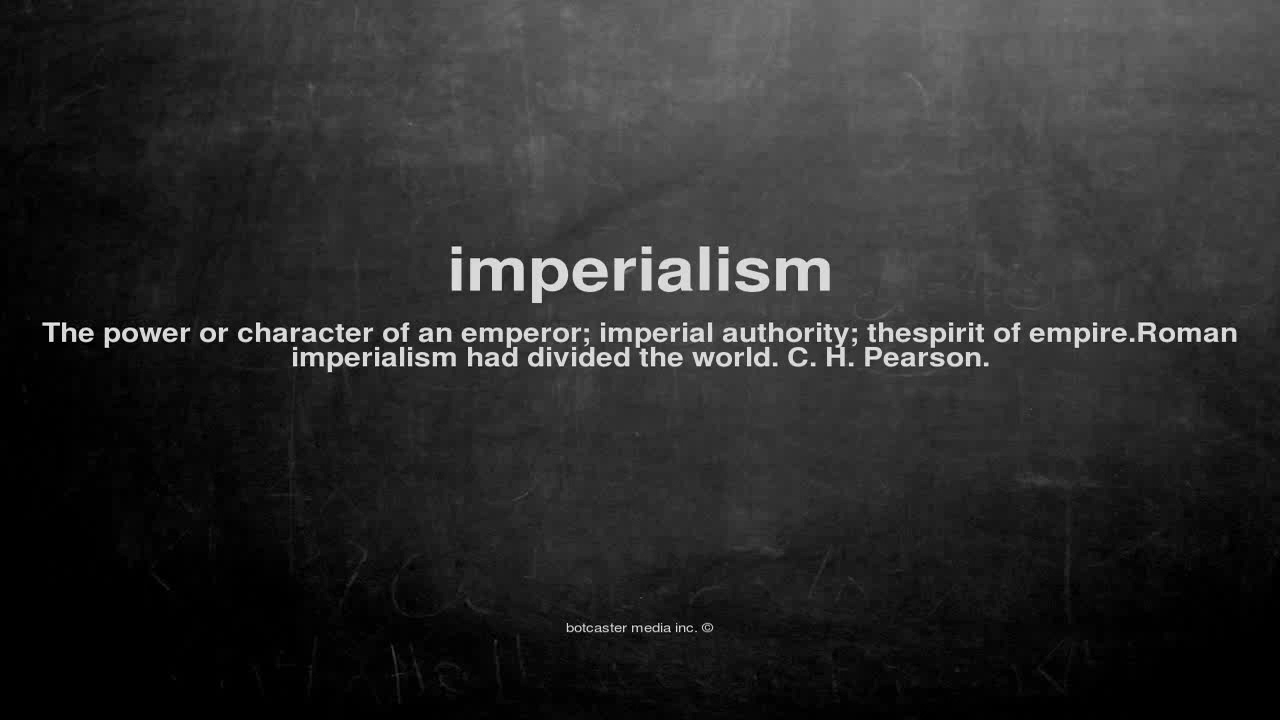 imperialism
The power or character of an emperor; imperial authority; thespirit of empire.Roman
imperialism had divided the world. C. H. Pearson.
botcaster media inc. ©